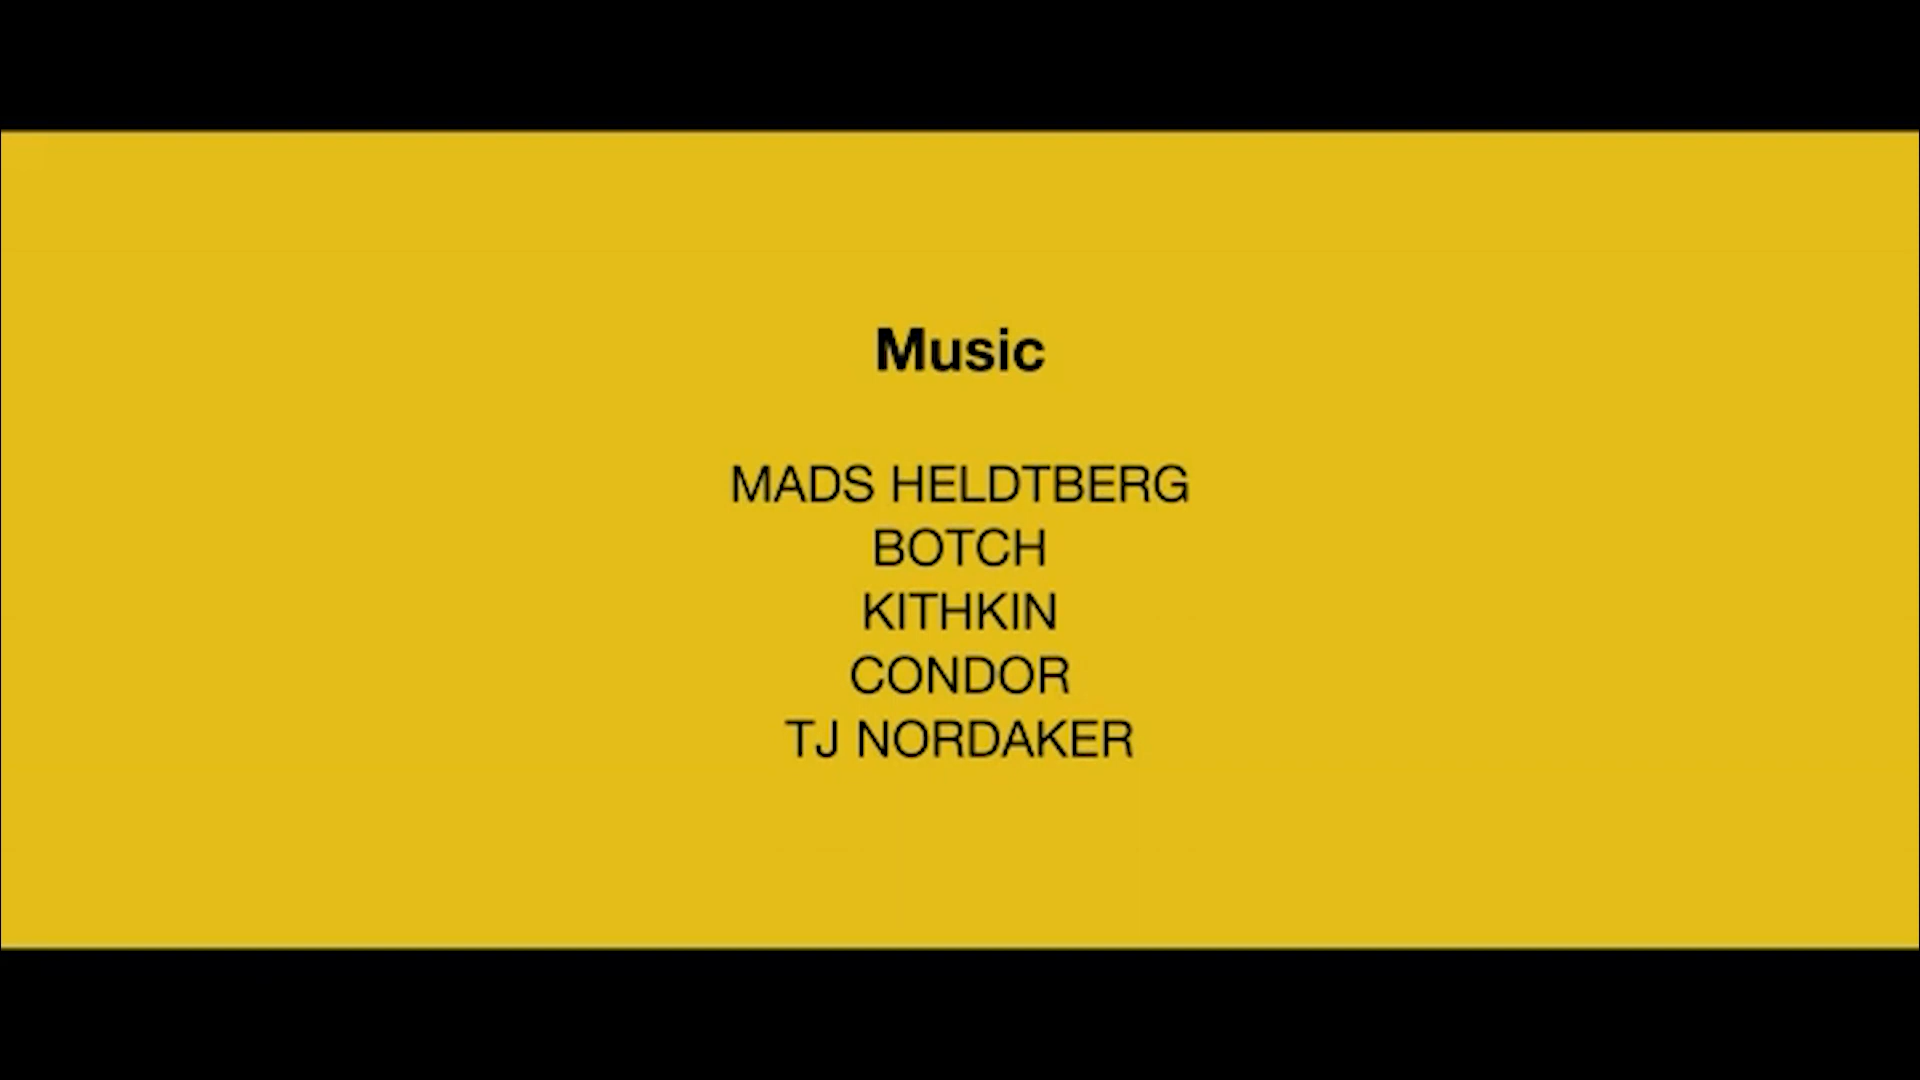 Music
MADS HELDTBERG
BOTCH
KITHKIN
CONDOR
TJ NORDAKER